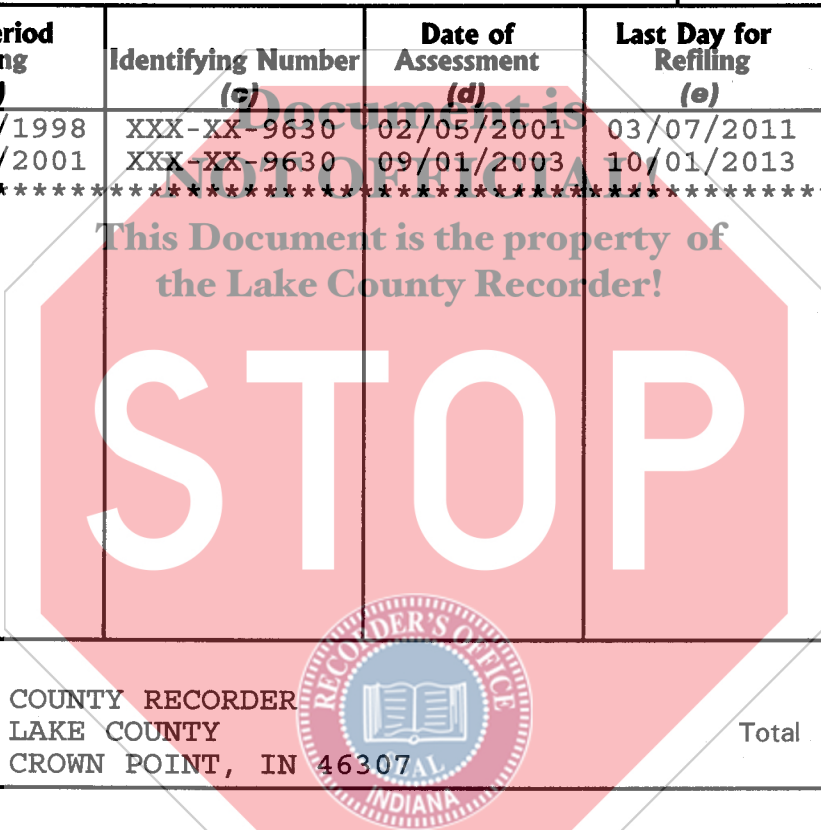 eriod Identifying Number Date of Last Day for
ng Assessment Refiling
) (c) (d) (e)
/1998 XXX-XX-9630 02/05/2001 03/07/2011
/2001 XXX-XX-9630 09/01/2003 10/01/2013
Document is
NOT OFFICIAL!
This Document is the property of
the Lake County Recorder!
STOP
COUNTY RECORDER
LAKE COUNTY Total
CROWN POINT, IN 46307
RECORDER'S OFFICE
SEAL
INDIANA